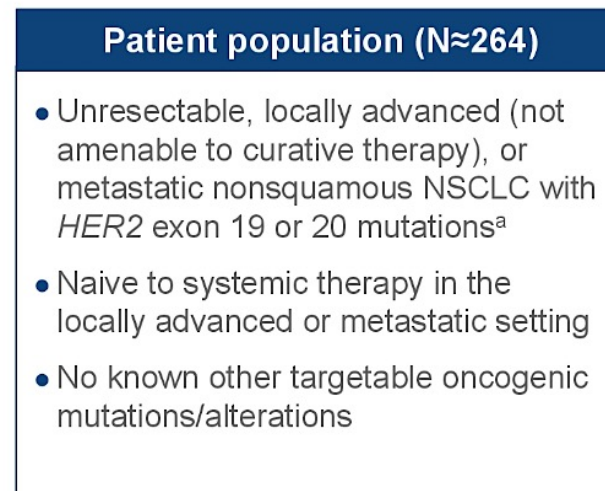 Patient population (N≈264)
• Unresectable, locally advanced (not
amenable to curative therapy), or
metastatic nonsquamous NSCLC with
HER2 exon 19 or 20 mutationsᵃ
• Naive to systemic therapy in the
locally advanced or metastatic setting
• No known other targetable oncogenic
mutations/alterations